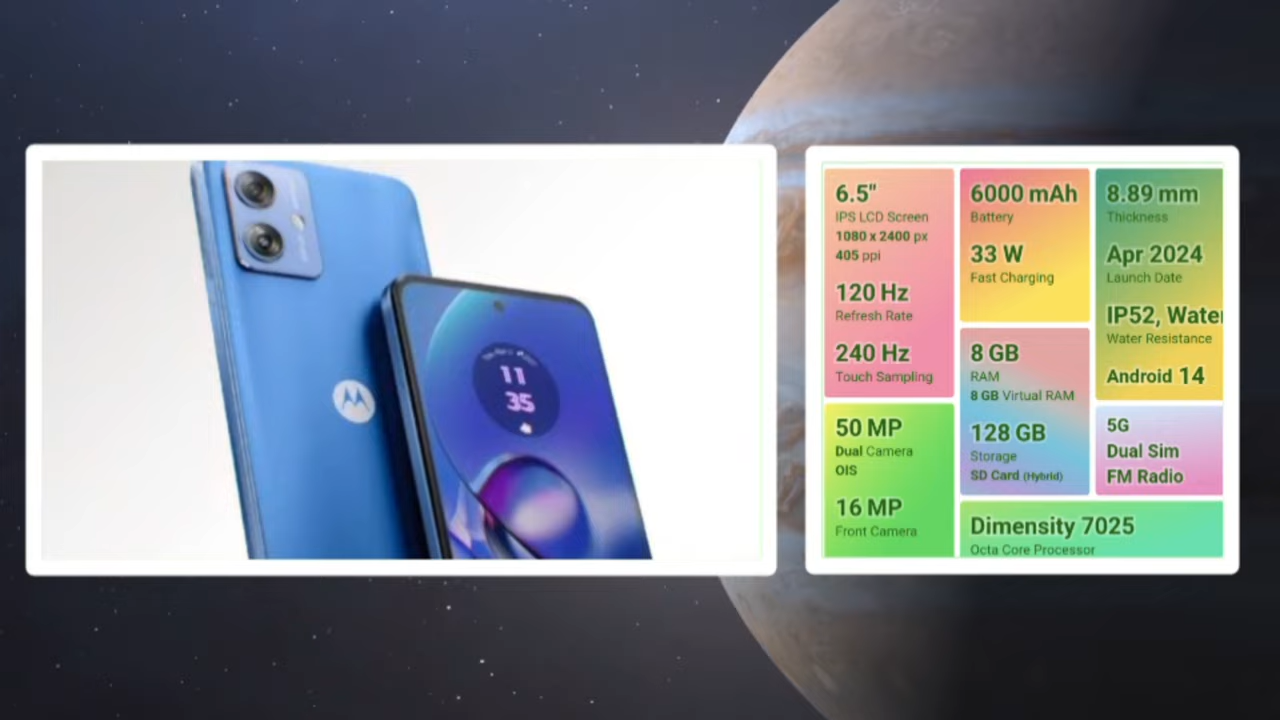 11
35
6.5"
IPS LCD Screen
1080 x 2400 px
405 ppi
120 Hz
Refresh Rate
240 Hz
Touch Sampling
50 MP
Dual Camera
OIS
16 MP
Front Camera
6000 mAh
Battery
33 W
Fast Charging
8 GB
RAM
8 GB Virtual RAM
128 GB
Storage
SD Card (Hybrid)
8.89 mm
Thickness
Apr 2024
Launch Date
IP52, Water
Water Resistance
Android 14
5G
Dual Sim
FM Radio
Dimensity 7025
Octa Core Processor